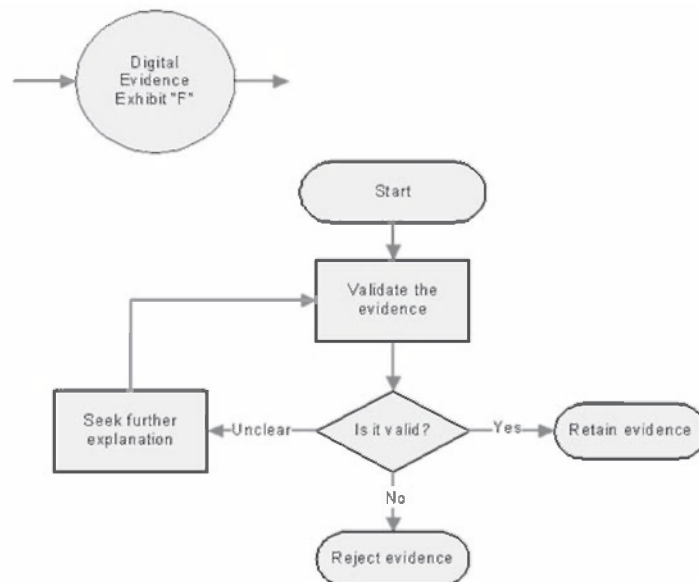 Digital
Evidence
Exhibit "F"
Start
Validate the
evidence
Seek further
explanation
Unclear
Is it valid?
Yes
Retain evidence
No
Reject evidence